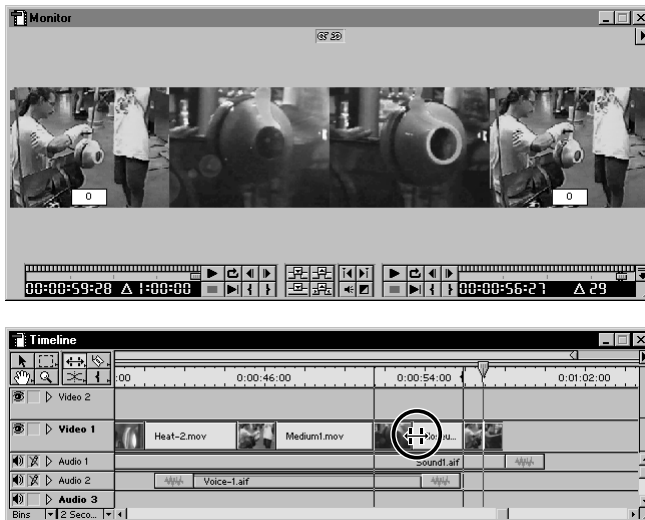 Monitor
0
0
00:00:59:28 Δ 1:00:00
00:00:56:27 Δ 29
Timeline
:00 0:00:46:00 0:00:54:00 0:01:02:00
Video 2
Video 1 Heat-2.mov Medium1.mov
Audio 1 Sound1.aif
Audio 2 Voice-1.aif
Audio 3
Bins 2 Seco...